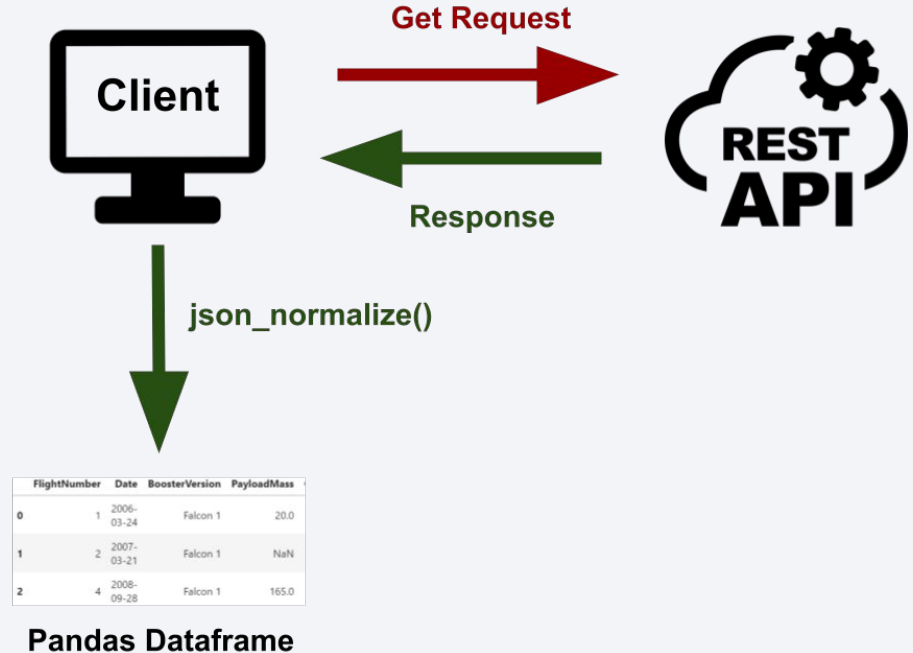 Get Request
Client
REST
API
Response
json_normalize()
FlightNumber Date BoosterVersion PayloadMass
0 1 2006-03-24 Falcon 1 20.0
1 2 2007-03-21 Falcon 1 NaN
2 4 2008-09-28 Falcon 1 165.0
Pandas Dataframe